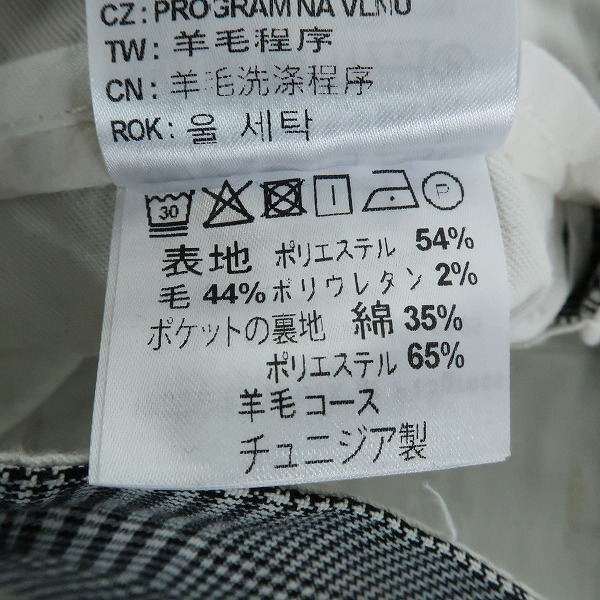 CZ: PROGRAM NA VLNU
TW: 羊毛程序
CN: 羊毛洗涤程序
ROK: 울 세탁
30 P
表地 ポリエステル 54%
毛 44% ポリウレタン 2%
ポケットの裏地 綿 35%
ポリエステル 65%
羊毛コース
チュニジア製